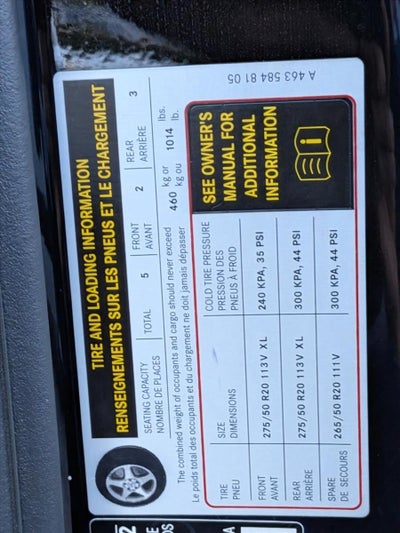 A 463 584 81 05
TIRE AND LOADING INFORMATION
RENSEIGNEMENTS SUR LES PNEUS ET LE CHARGEMENT
SEATING CAPACITY TOTAL 5 FRONT 2 REAR 3
NOMBRE DE PLACES AVANT ARRIÈRE
The combined weight of occupants and cargo should never exceed 460 kg or 1014 lbs.
Le poids total des occupants et du chargement ne doit jamais dépasser kg ou lb.
TIRE SIZE COLD TIRE PRESSURE
PNEU DIMENSIONS PRESSION DES
PNEUS À FROID
SEE OWNER'S
MANUAL FOR
ADDITIONAL
INFORMATION
FRONT 275/50 R20 113V XL 240 KPA, 35 PSI
AVANT
REAR 275/50 R20 113V XL 300 KPA, 44 PSI
ARRIÈRE
SPARE 265/50 R20 111V 300 KPA, 44 PSI
DE SECOURS